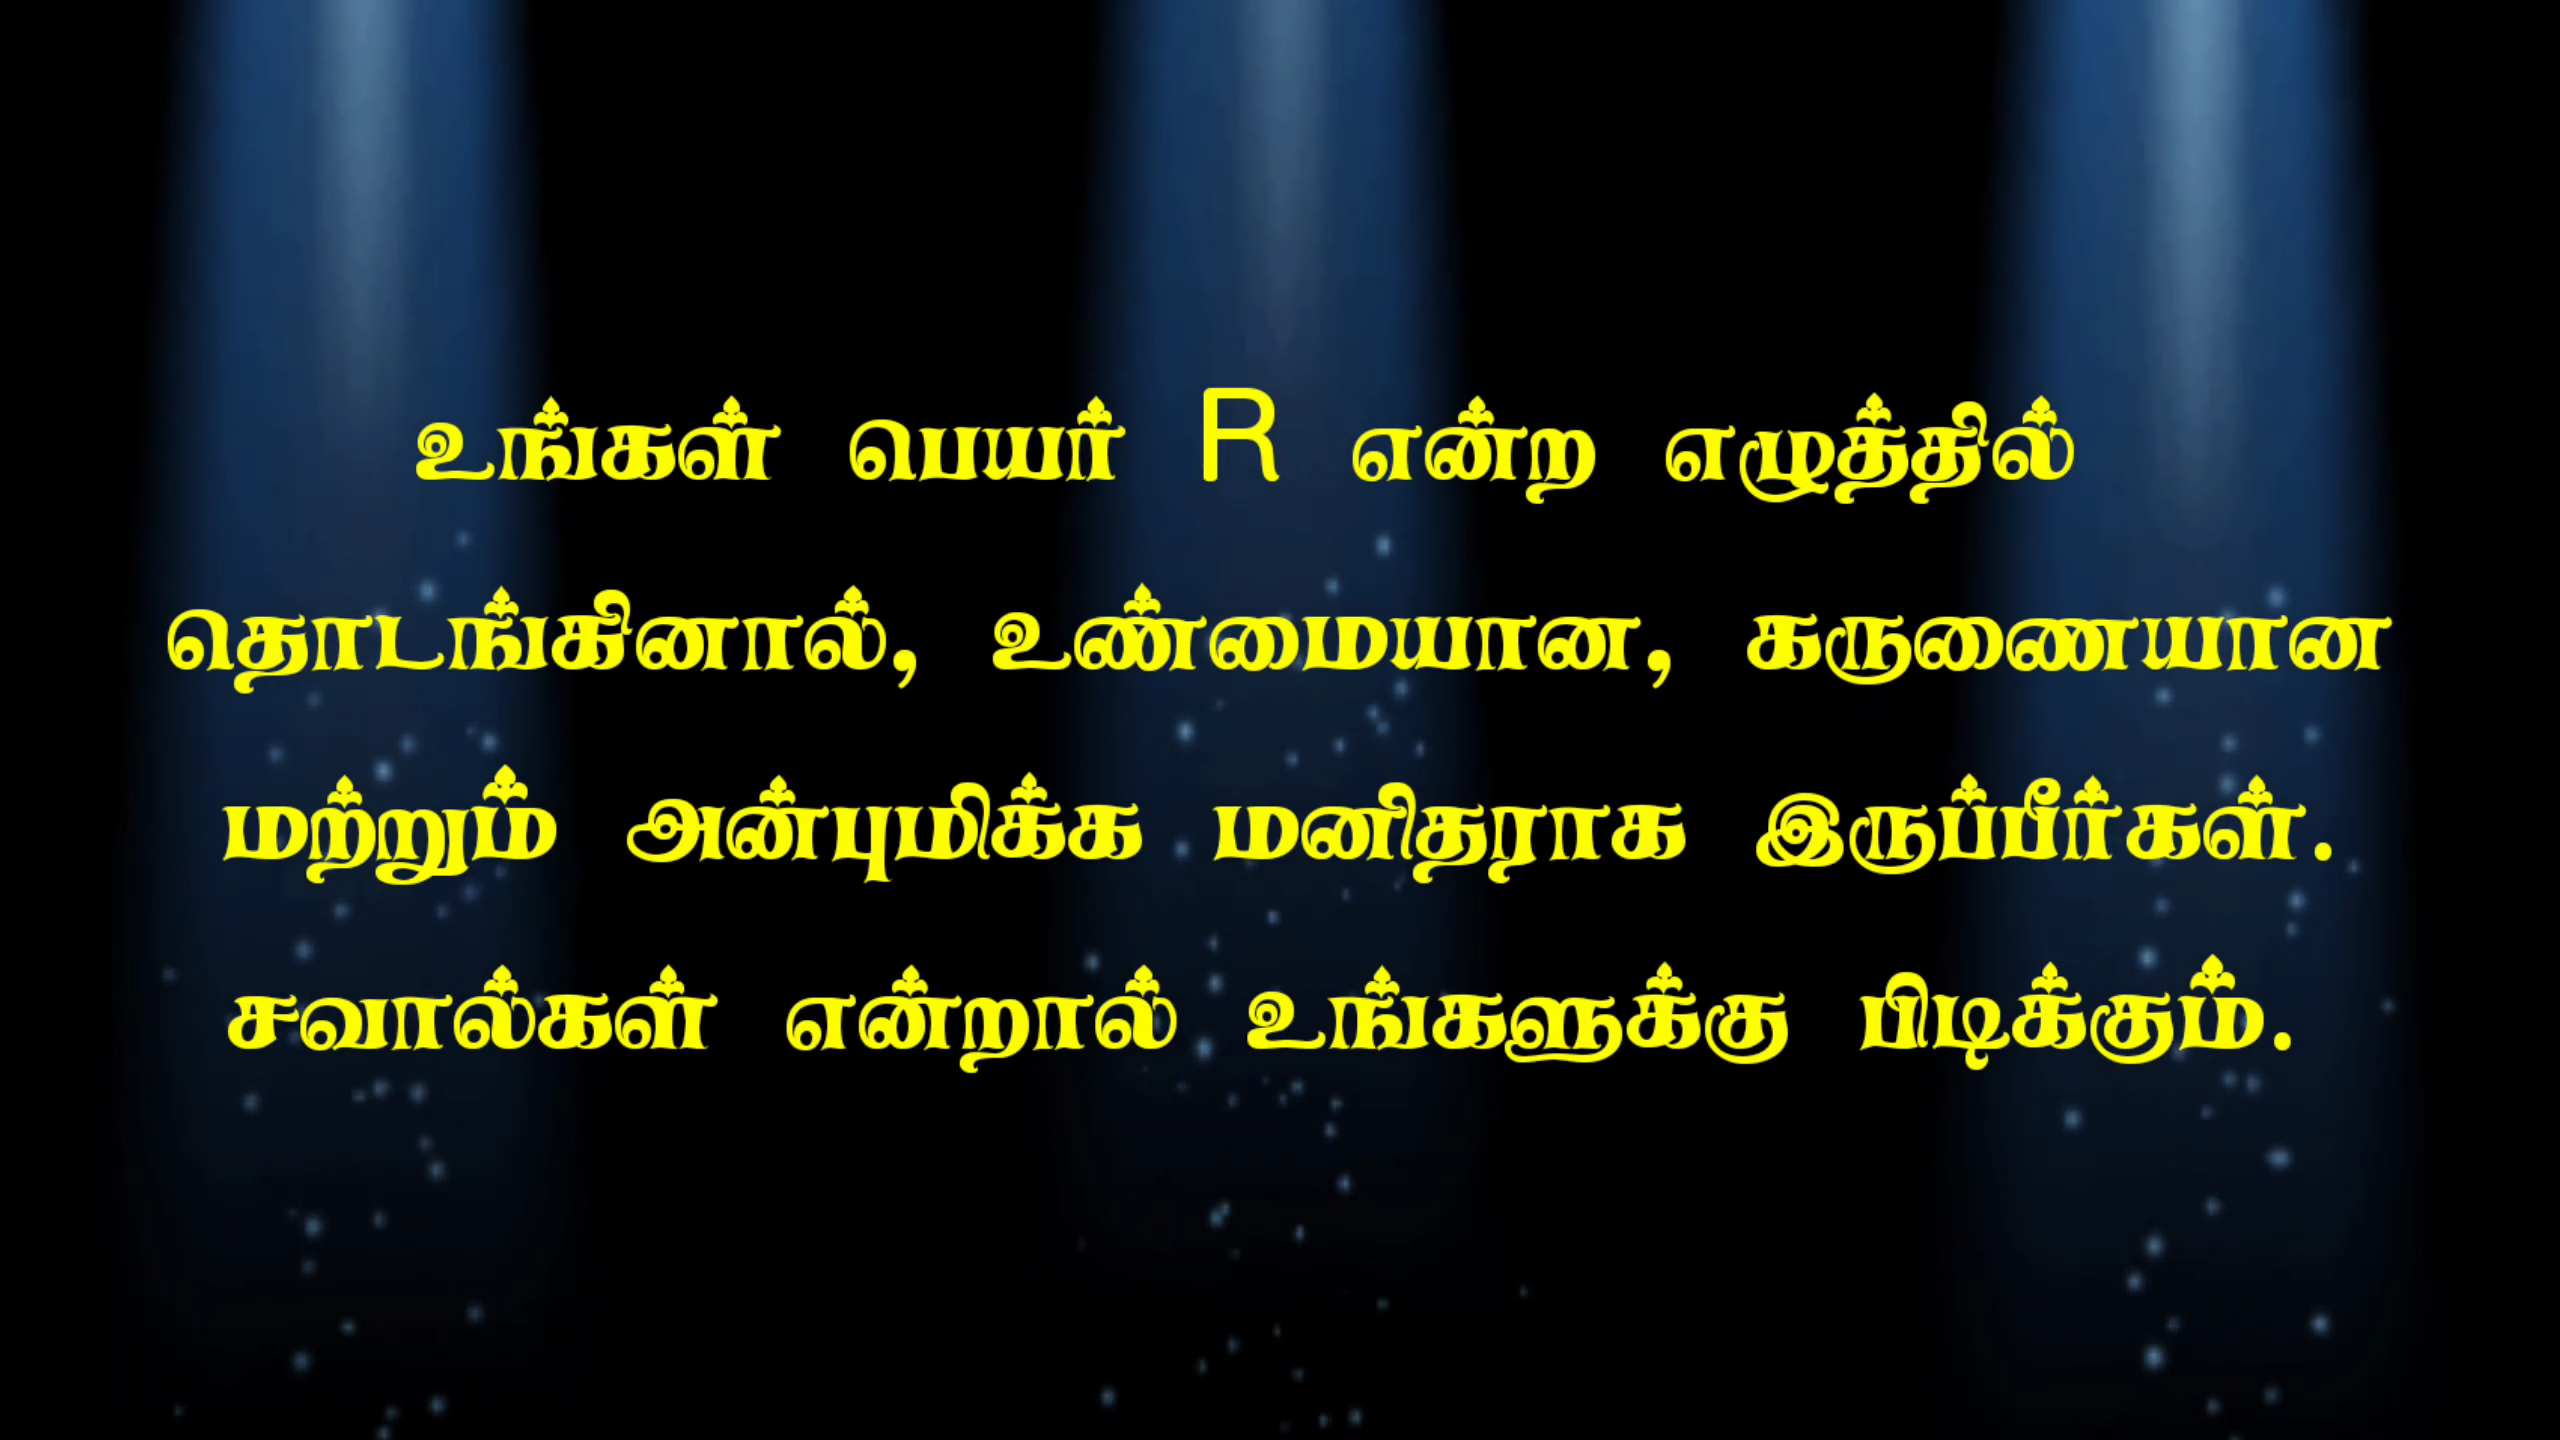 உங்கள் பெயர் R என்ற எழுத்தில்
தொடங்கினால், உண்மையான, கருணையான
மற்றும் அன்புமிக்க மனிதராக இருப்பீர்கள்.
சவால்கள் என்றால் உங்களுக்கு பிடிக்கும்.